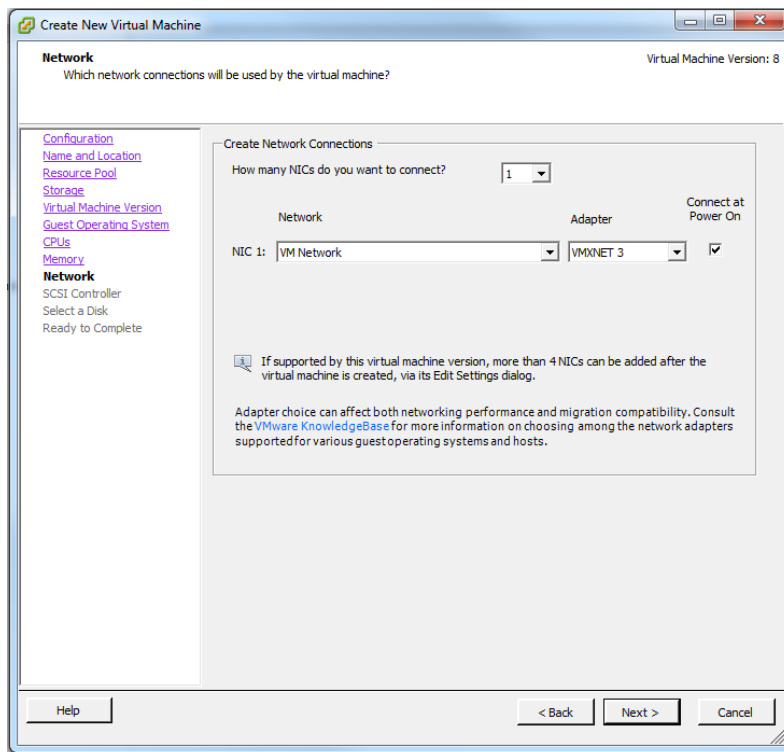 Create New Virtual Machine
Network
Which network connections will be used by the virtual machine?
Virtual Machine Version: 8
Configuration
Name and Location
Resource Pool
Storage
Virtual Machine Version
Guest Operating System
CPUs
Memory
Network
SCSI Controller
Select a Disk
Ready to Complete
Create Network Connections
How many NICs do you want to connect?
1
Network
Adapter
Connect at
Power On
NIC 1:
VM Network
VMXNET 3
If supported by this virtual machine version, more than 4 NICs can be added after the
virtual machine is created, via its Edit Settings dialog.
Adapter choice can affect both networking performance and migration compatibility. Consult
the VMware KnowledgeBase for more information on choosing among the network adapters
supported for various guest operating systems and hosts.
Help
< Back
Next >
Cancel